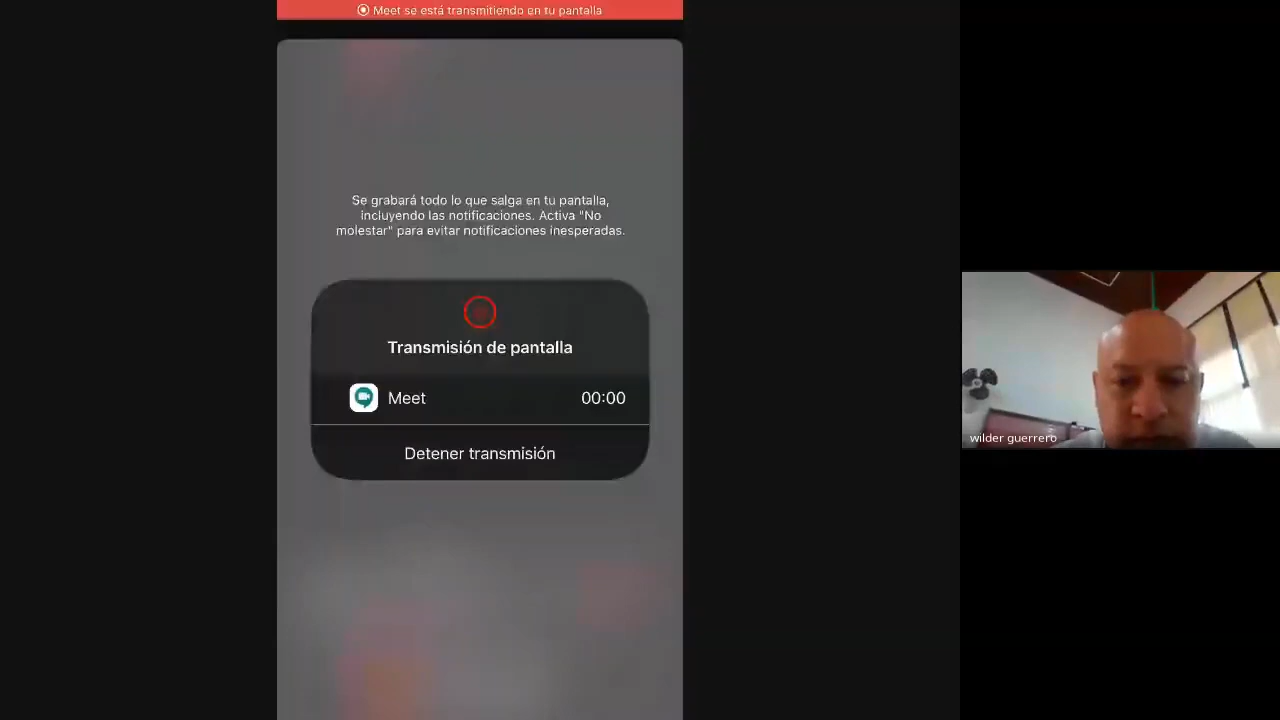 Meet se está transmitiendo en tu pantalla
Se grabará todo lo que salga en tu pantalla,
incluyendo las notificaciones. Activa "No
molestar" para evitar notificaciones inesperadas.
Transmisión de pantalla
Meet 00:00
Detener transmisión
wilder guerrero